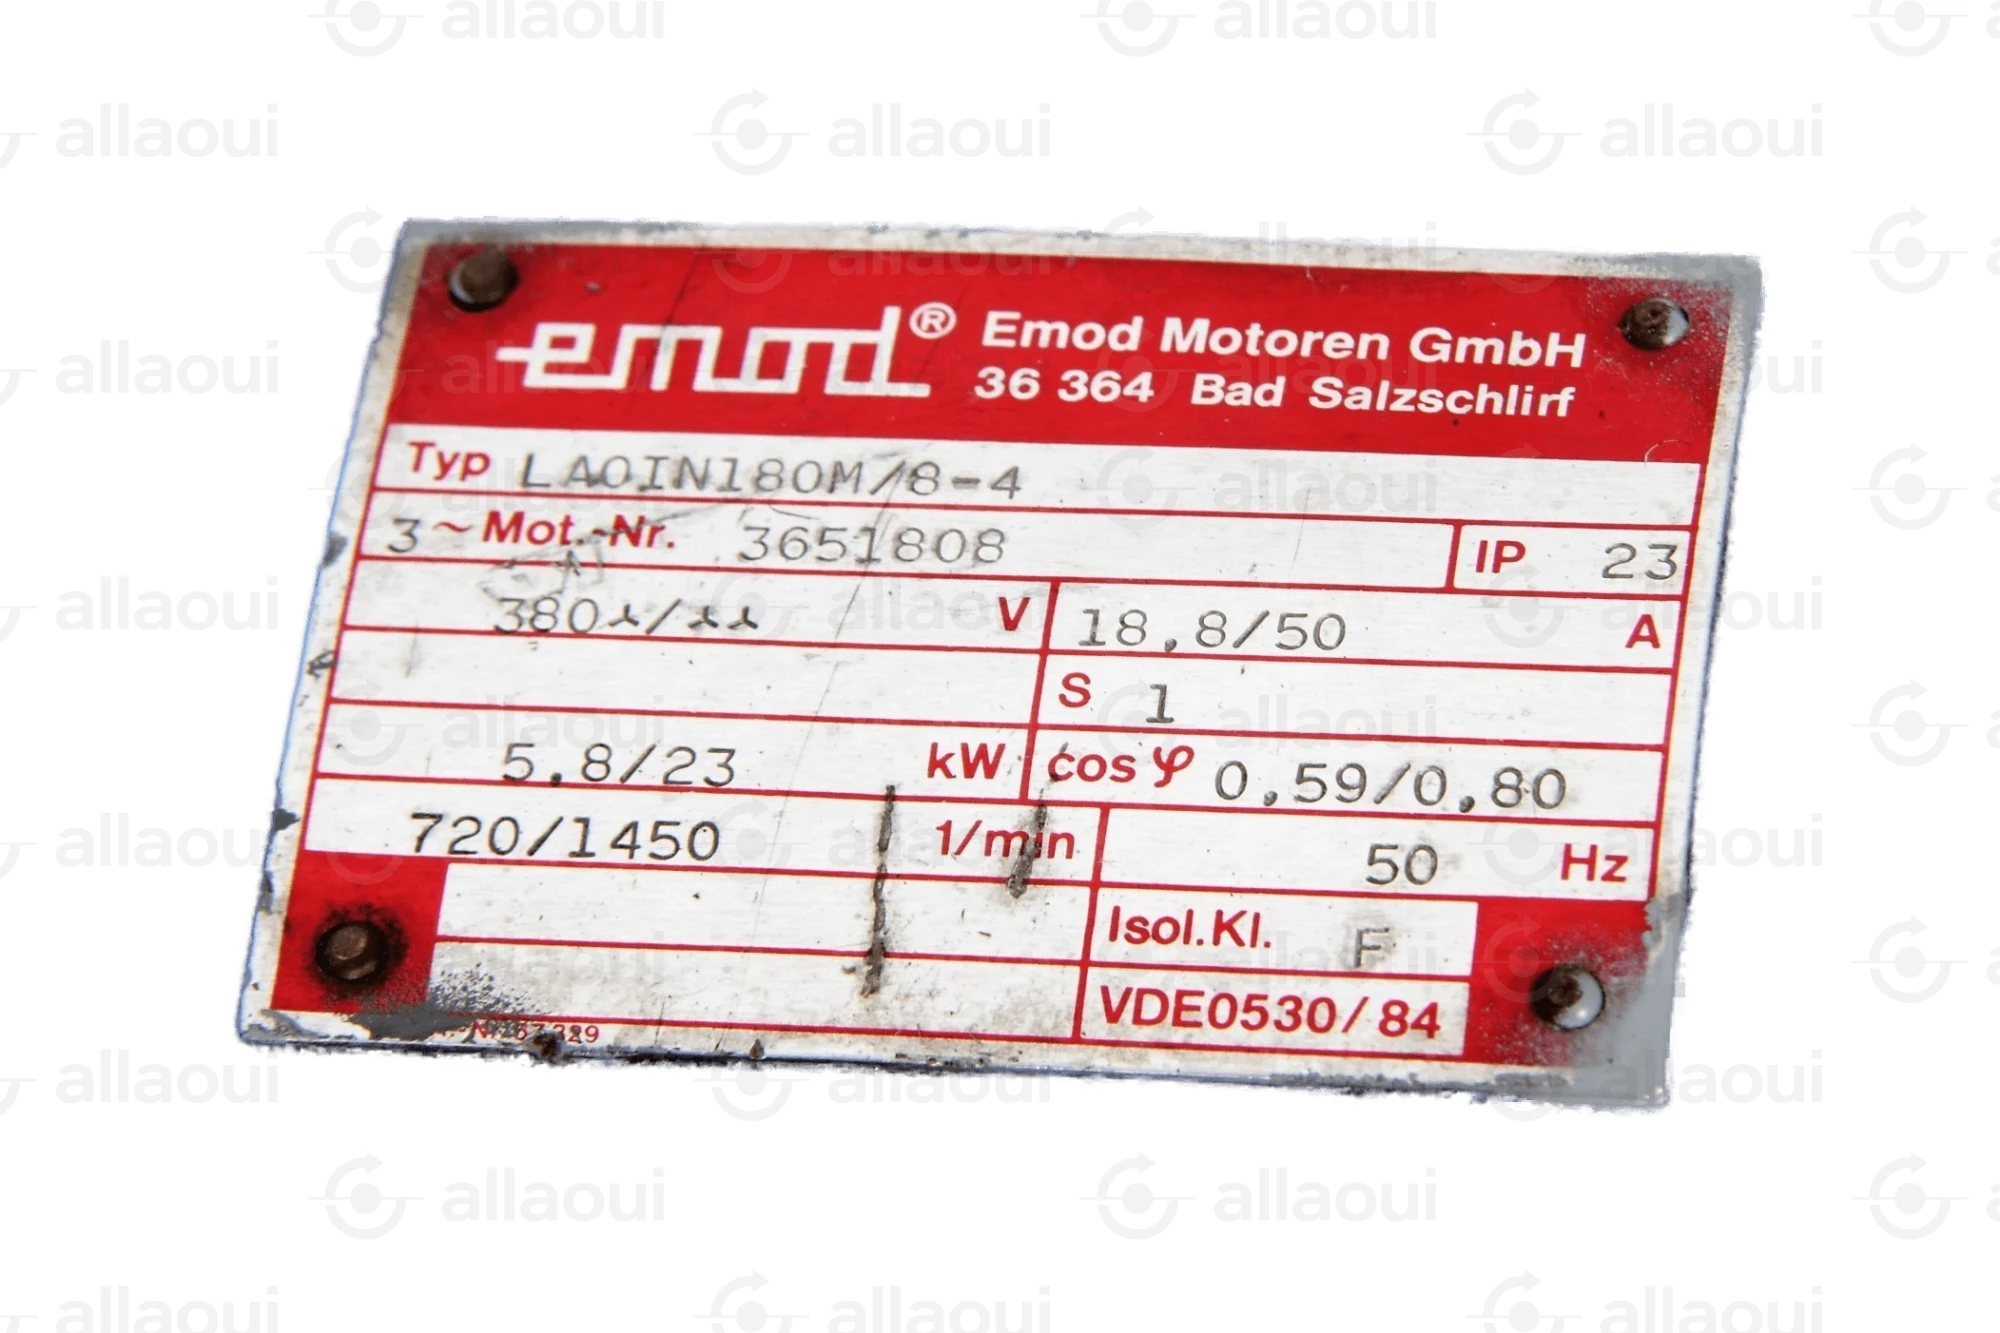 emod® Emod Motoren GmbH
36 364 Bad Salzschlirf
Typ LAOIN180M/8-4
3 ~ Mot.-Nr. 3651808 IP 23
380⅄/⅄⅄ V 18,8/50 A
S 1
5,8/23 kW cos φ 0,59/0,80
720/1450 1/min 50 Hz
Isol.Kl. F
VDE0530/84
allaoui